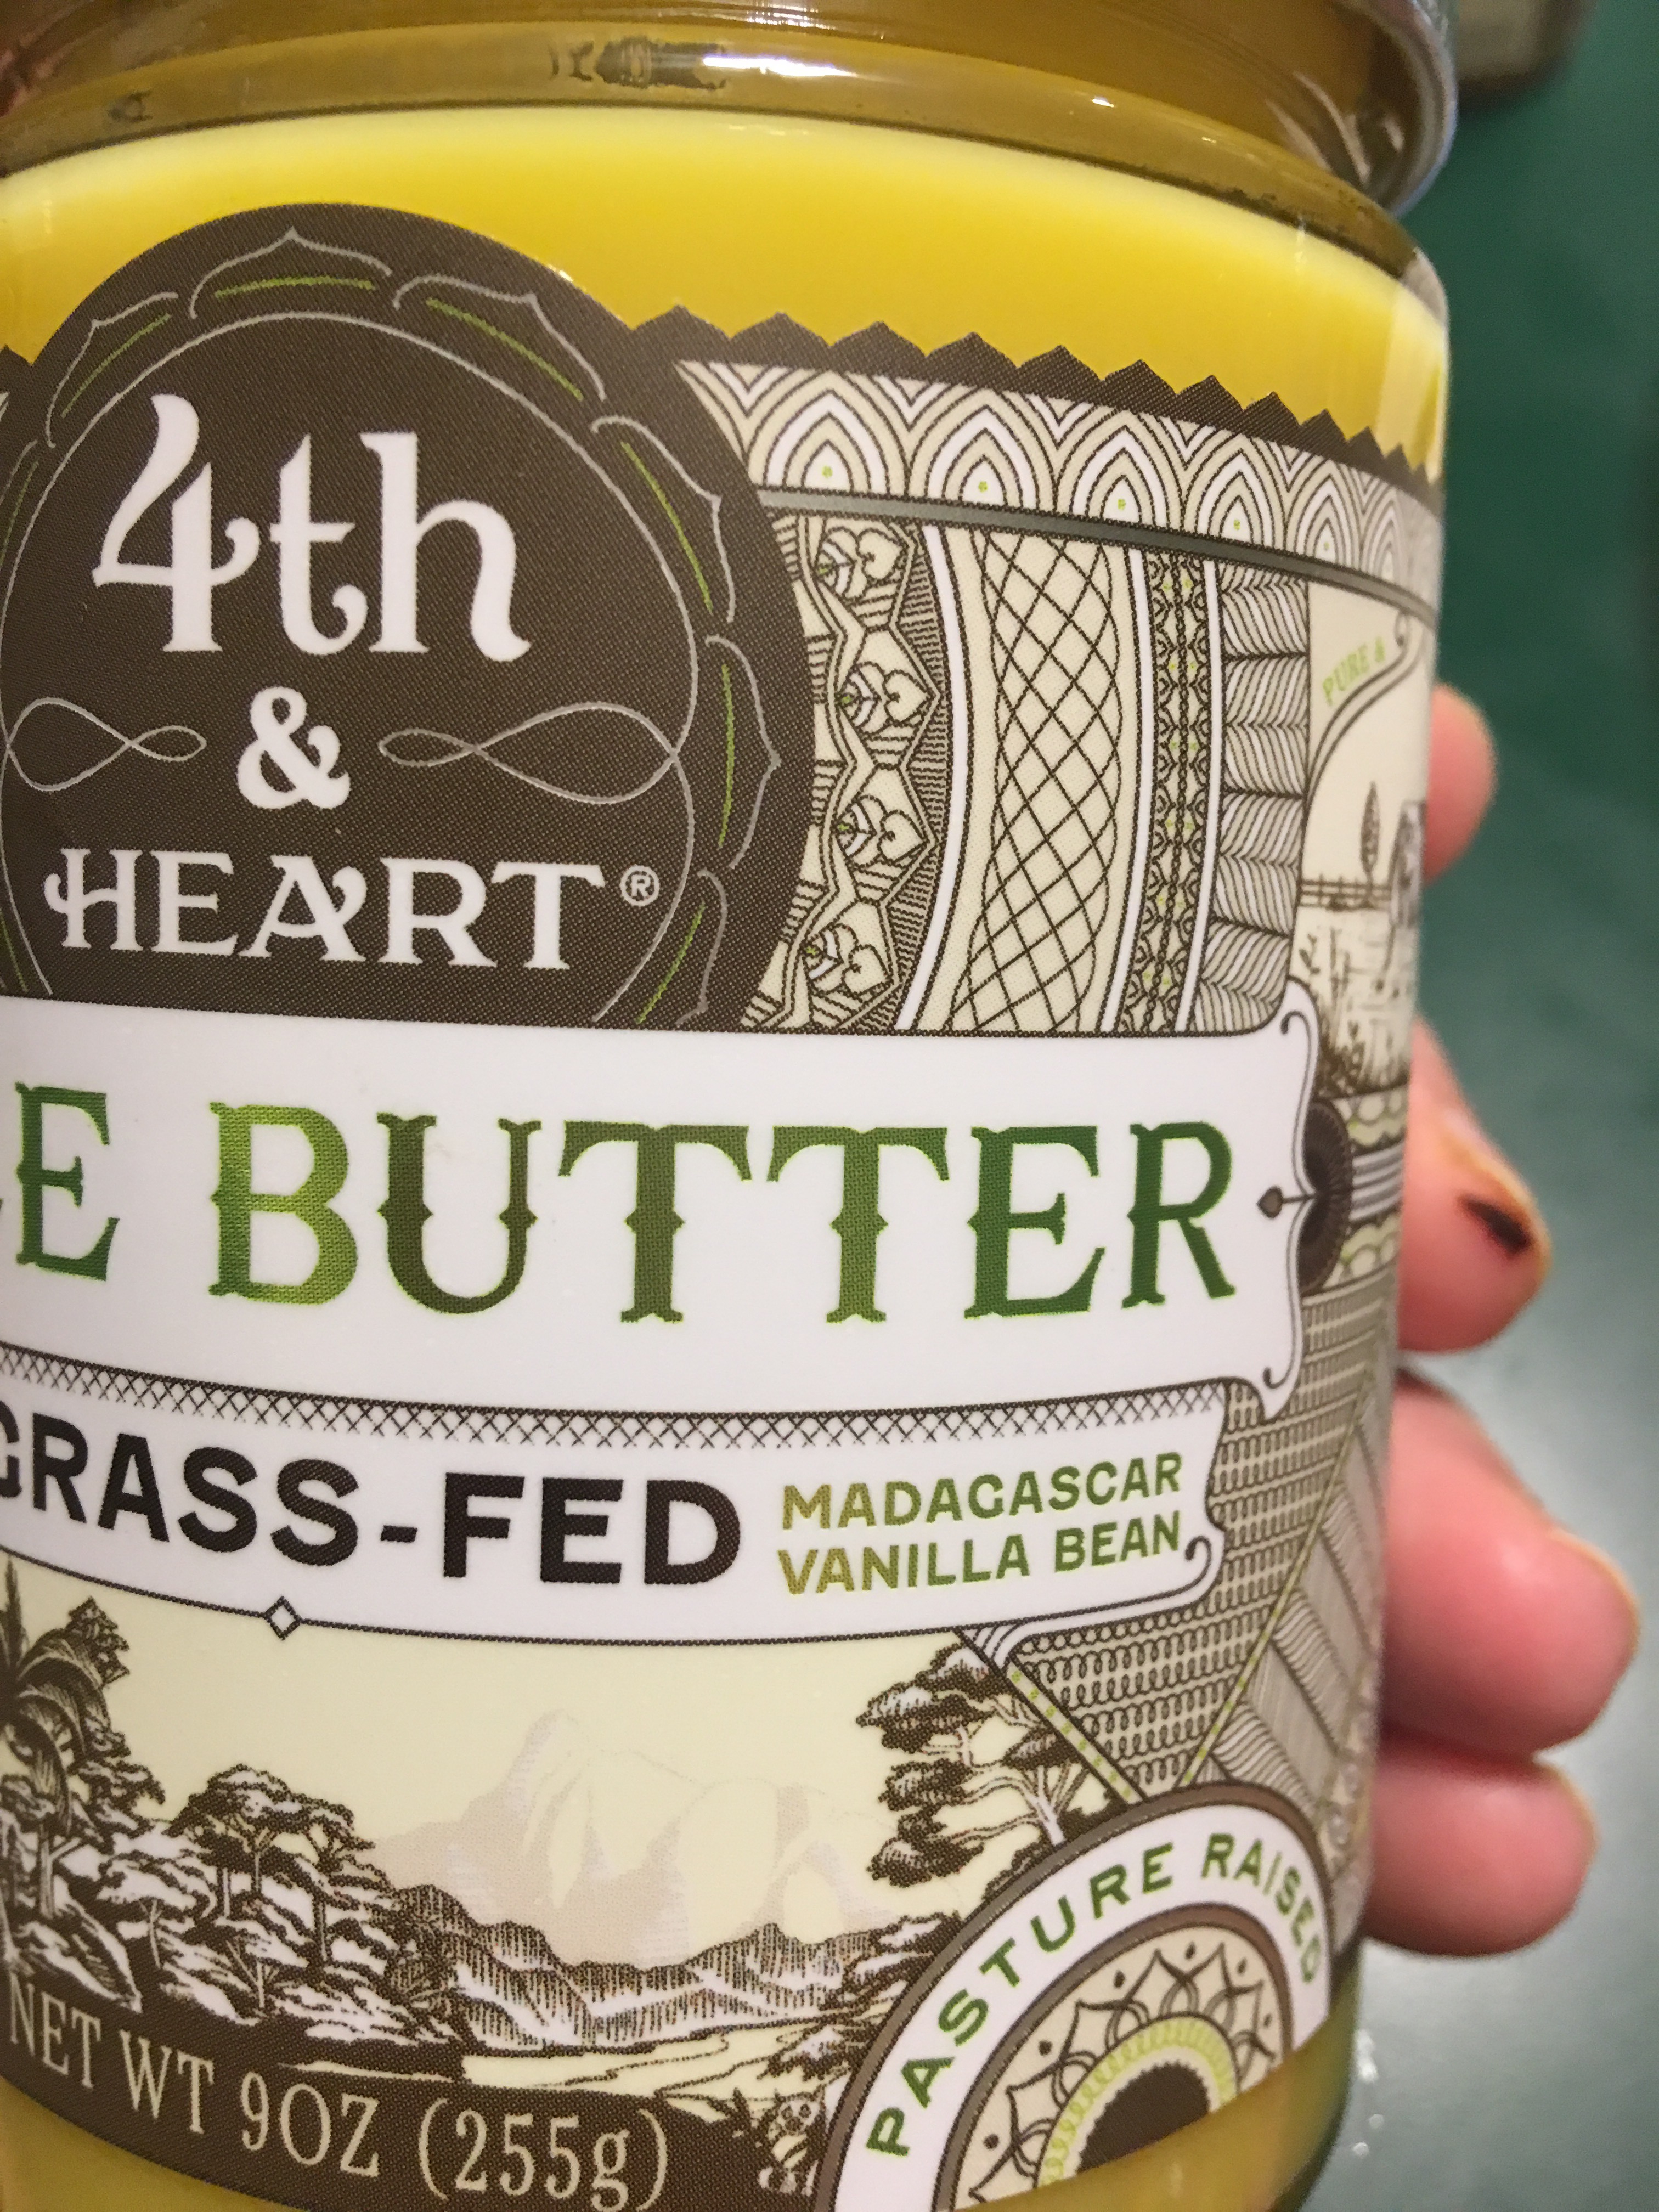 4th
&
HEART®
PURE &
E BUTTER
GRASS-FED
MADAGASCAR
VANILLA BEAN
PASTURE RAISED
NET WT 9OZ (255g)